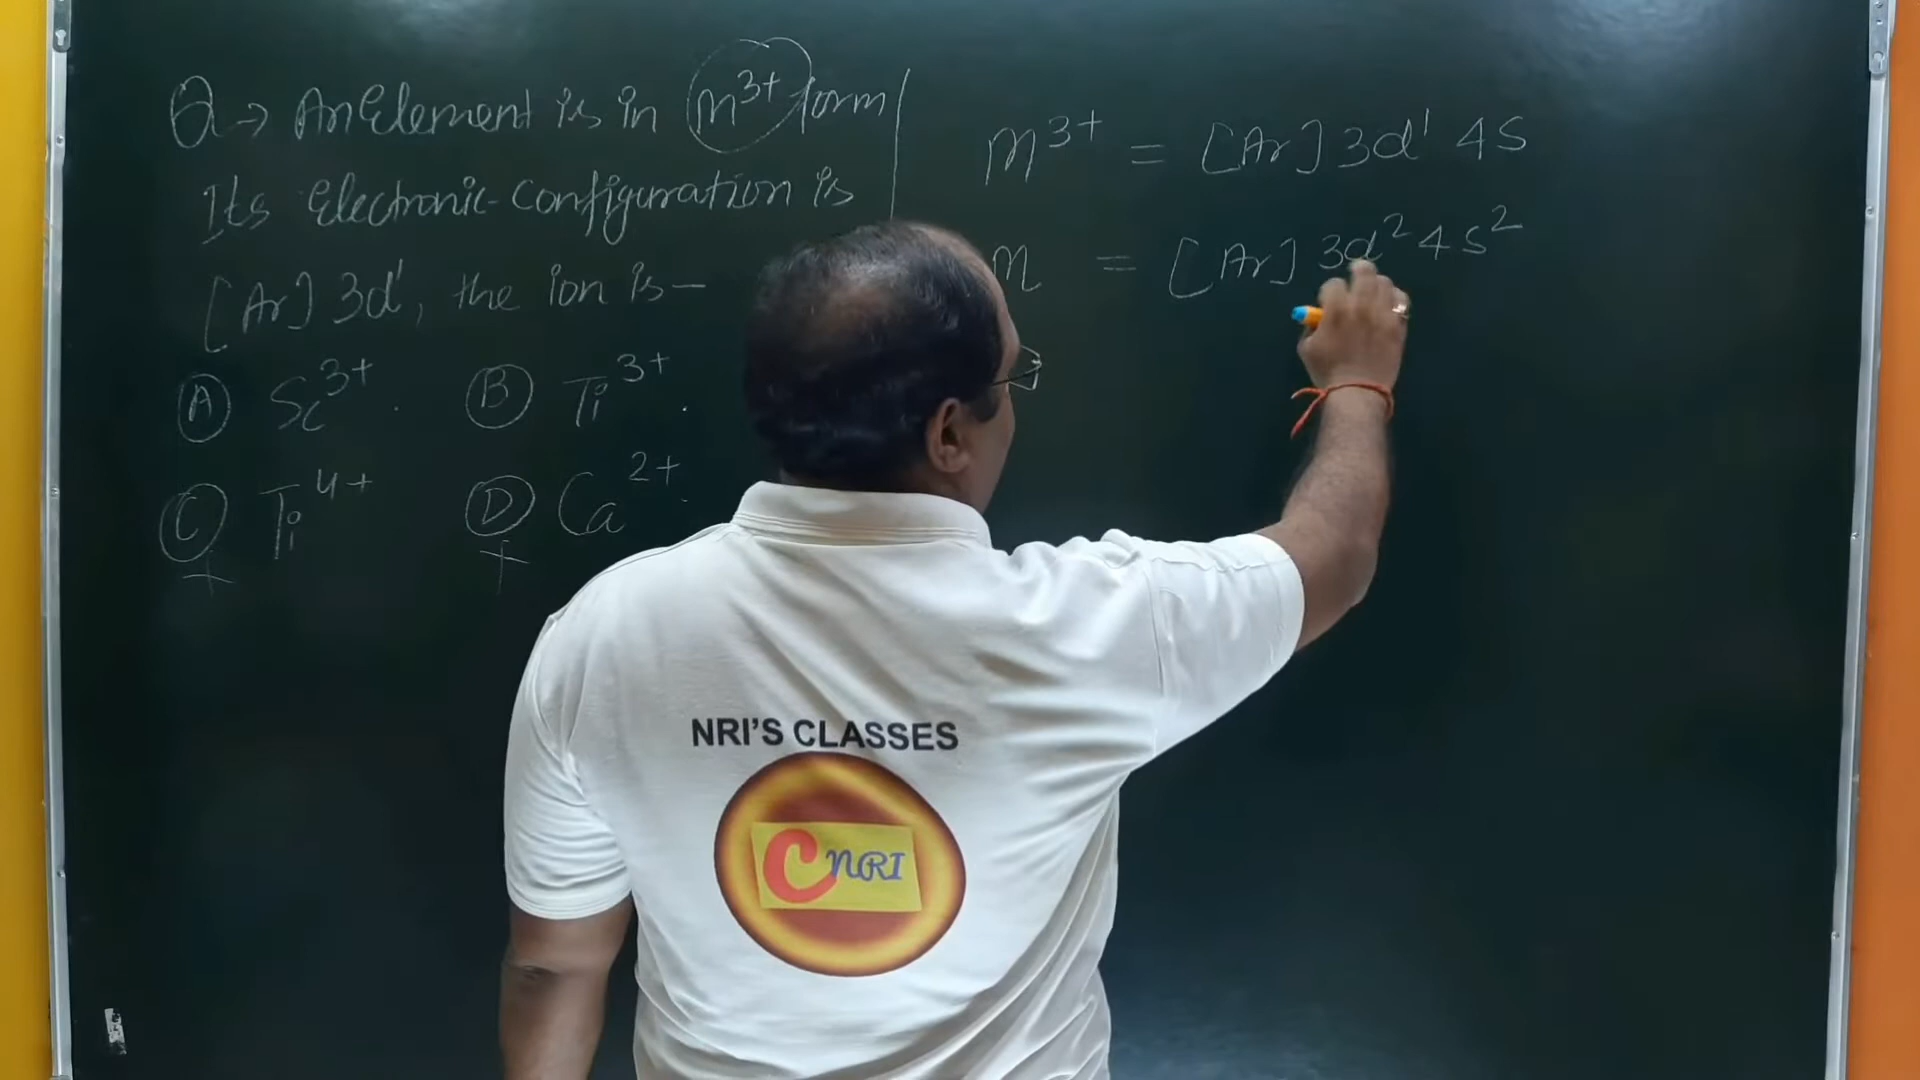 Q → An Element is in m³⁺ form
Its Electronic configuration is
[Ar] 3d¹, the ion is —
Ⓐ Sc³⁺ . Ⓑ Ti³⁺ .
Ⓒ Ti⁴⁺ Ⓓ Ca²⁺ .
m³⁺ = [Ar] 3d¹ 4s
m = [Ar] 3d² 4s²
NRI'S CLASSES
CNRI